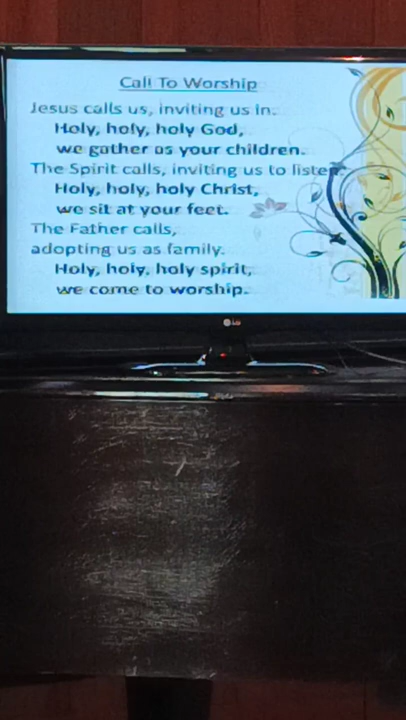 Call To Worship
Jesus calls us, inviting us in.
Holy, holy, holy God,
we gather as your children.
The Spirit calls, inviting us to listen.
Holy, holy, holy Christ,
we sit at your feet.
The Father calls,
adopting us as family.
Holy, holy, holy spirit,
we come to worship.
LG